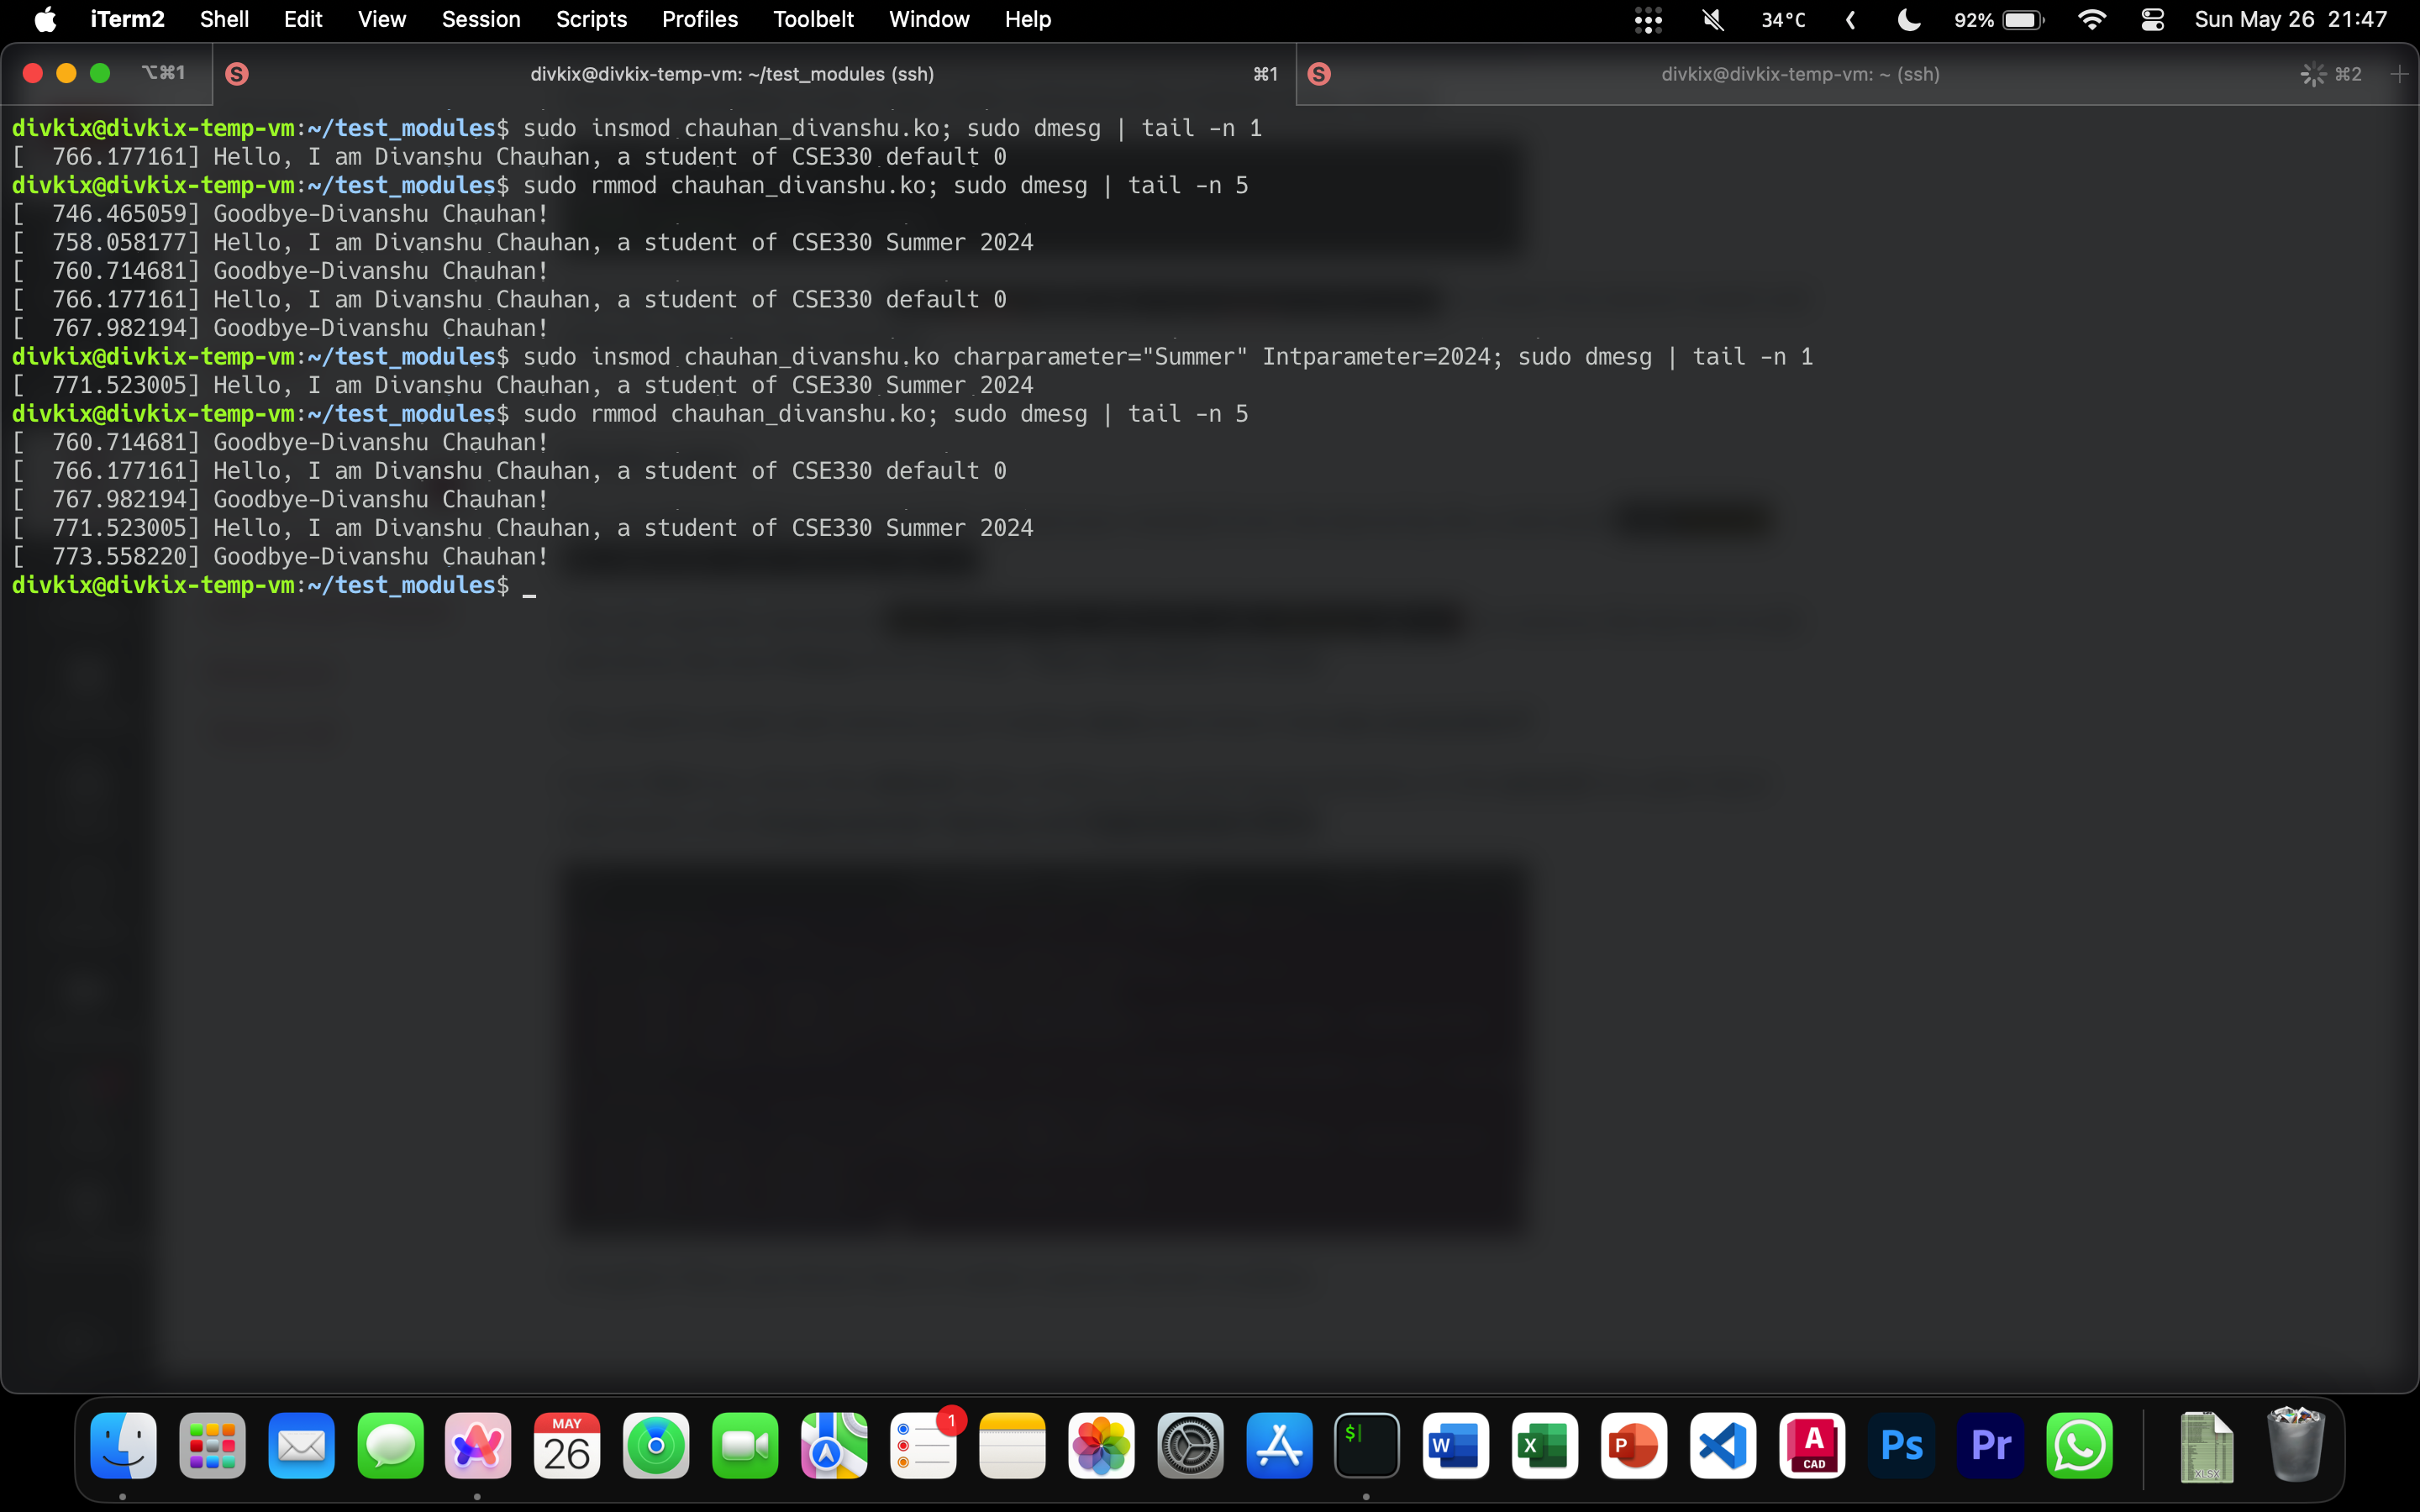 iTerm2 Shell Edit View Session Scripts Profiles Toolbelt Window Help 34°C 92% Sun May 26 21:47
⌥⌘1 S divkix@divkix-temp-vm: ~/test_modules (ssh) ⌘1 S divkix@divkix-temp-vm: ~ (ssh) ⌘2
divkix@divkix-temp-vm:~/test_modules$ sudo insmod chauhan_divanshu.ko; sudo dmesg | tail -n 1
[  766.177161] Hello, I am Divanshu Chauhan, a student of CSE330 default 0
divkix@divkix-temp-vm:~/test_modules$ sudo rmmod chauhan_divanshu.ko; sudo dmesg | tail -n 5
[  746.465059] Goodbye-Divanshu Chauhan!
[  758.058177] Hello, I am Divanshu Chauhan, a student of CSE330 Summer 2024
[  760.714681] Goodbye-Divanshu Chauhan!
[  766.177161] Hello, I am Divanshu Chauhan, a student of CSE330 default 0
[  767.982194] Goodbye-Divanshu Chauhan!
divkix@divkix-temp-vm:~/test_modules$ sudo insmod chauhan_divanshu.ko charparameter="Summer" Intparameter=2024; sudo dmesg | tail -n 1
[  771.523005] Hello, I am Divanshu Chauhan, a student of CSE330 Summer 2024
divkix@divkix-temp-vm:~/test_modules$ sudo rmmod chauhan_divanshu.ko; sudo dmesg | tail -n 5
[  760.714681] Goodbye-Divanshu Chauhan!
[  766.177161] Hello, I am Divanshu Chauhan, a student of CSE330 default 0
[  767.982194] Goodbye-Divanshu Chauhan!
[  771.523005] Hello, I am Divanshu Chauhan, a student of CSE330 Summer 2024
[  773.558220] Goodbye-Divanshu Chauhan!
divkix@divkix-temp-vm:~/test_modules$ _
MAY 1
26 $ W X P A CAD Ps Pr XLSX